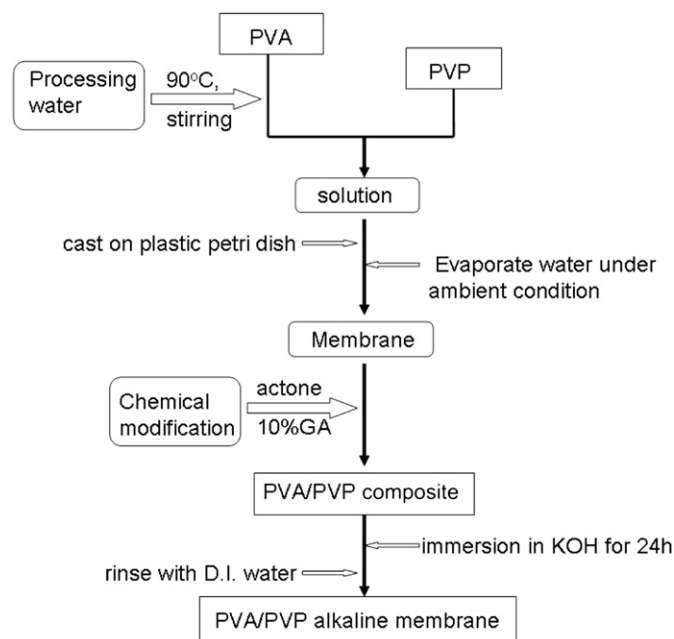 PVA
PVP
Processing
water
90°C,
stirring
solution
cast on plastic petri dish
Evaporate water under
ambient condition
Membrane
Chemical
modification
actone
10%GA
PVA/PVP composite
immersion in KOH for 24h
rinse with D.I. water
PVA/PVP alkaline membrane